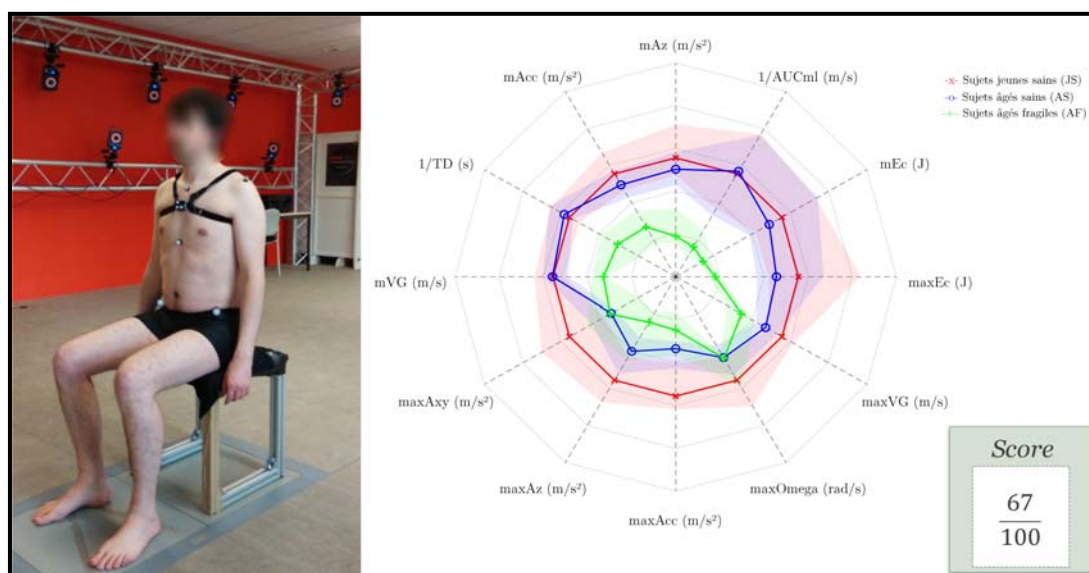 mAz (m/s²)
mAcc (m/s²)
1/AUCml (m/s)
1/TD (s)
mEc (J)
mVG (m/s)
maxEc (J)
maxAxy (m/s²)
maxVG (m/s)
maxAz (m/s²)
maxOmega (rad/s)
maxAcc (m/s²)
Sujets jeunes sains (JS)
Sujets âgés sains (AS)
Sujets âgés fragiles (AF)
Score
67
100